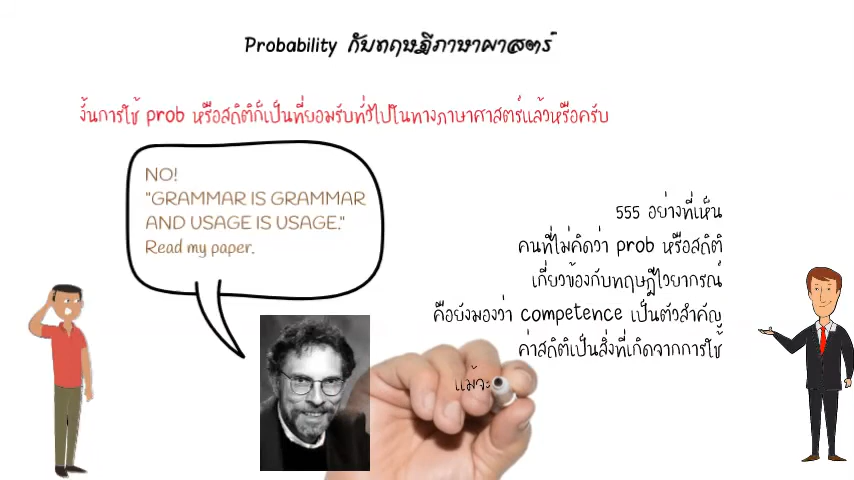 Probability กับทฤษฎีภาษาศาสตร์
งั้นการใช้ prob หรือสถิติก็เป็นที่ยอมรับทั่วไปในทางภาษาศาสตร์แล้วหรือครับ
NO!
"GRAMMAR IS GRAMMAR
AND USAGE IS USAGE."
Read my paper.
555 อย่างที่เห็น
คนที่ไม่คิดว่า prob หรือสถิติ
เกี่ยวข้องกับทฤษฎีไวยากรณ์
คือยังมองว่า competence เป็นตัวสำคัญ
ค่าสถิติเป็นสิ่งที่เกิดจากการใช้
แม้จะ